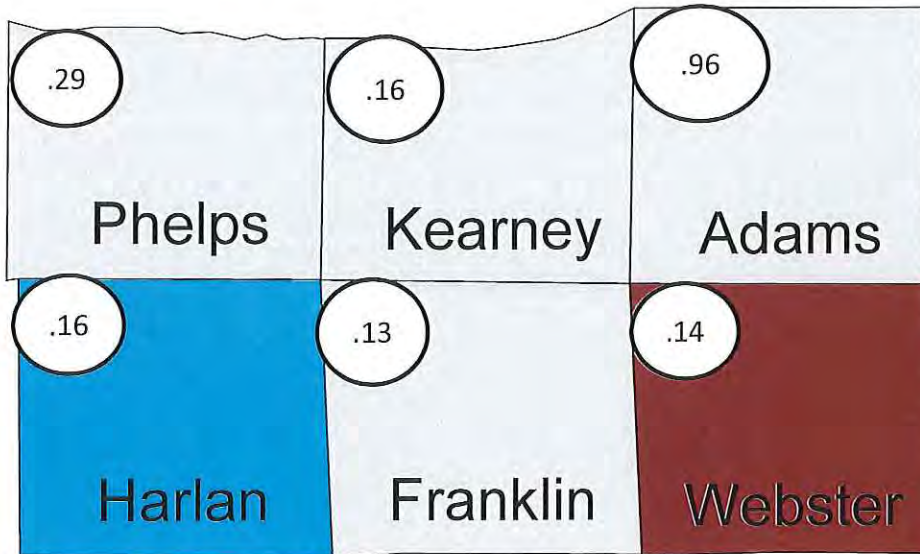 .29
.16
.96
Phelps
Kearney
Adams
.16
.13
.14
Harlan
Franklin
Webster